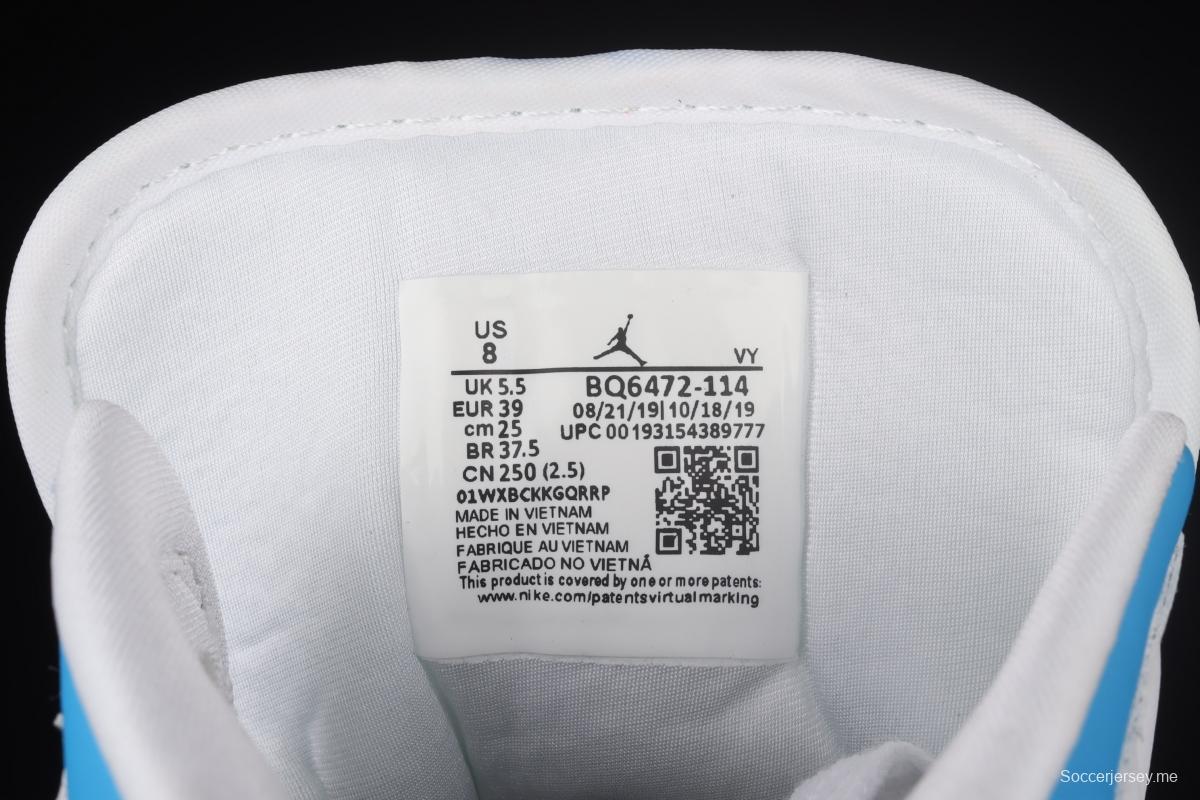 US
8
VY
UK 5.5
EUR 39
cm 25
BR 37.5
CN 250 (2.5)
BQ6472-114
08/21/19|10/18/19
UPC 00193154389777
01WXBCKKGQRRP
MADE IN VIETNAM
HECHO EN VIETNAM
FABRIQUE AU VIETNAM
FABRICADO NO VIETNÃ
This product is covered by one or more patents:
www.nike.com/patentsvirtualmarking
Soccerjersey.me